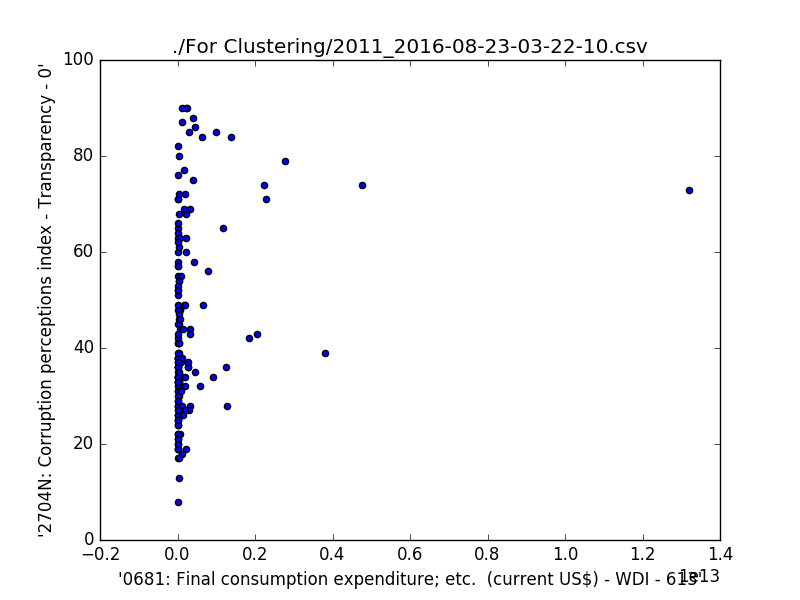 ./For Clustering/2011_2016-08-23-03-22-10.csv
100
80
60
40
20
0
'2704N: Corruption perceptions index - Transparency - 0'
−0.2 0.0 0.2 0.4 0.6 0.8 1.0 1.2 1.4
1e13
'0681: Final consumption expenditure; etc.  (current US$) - WDI - 613'